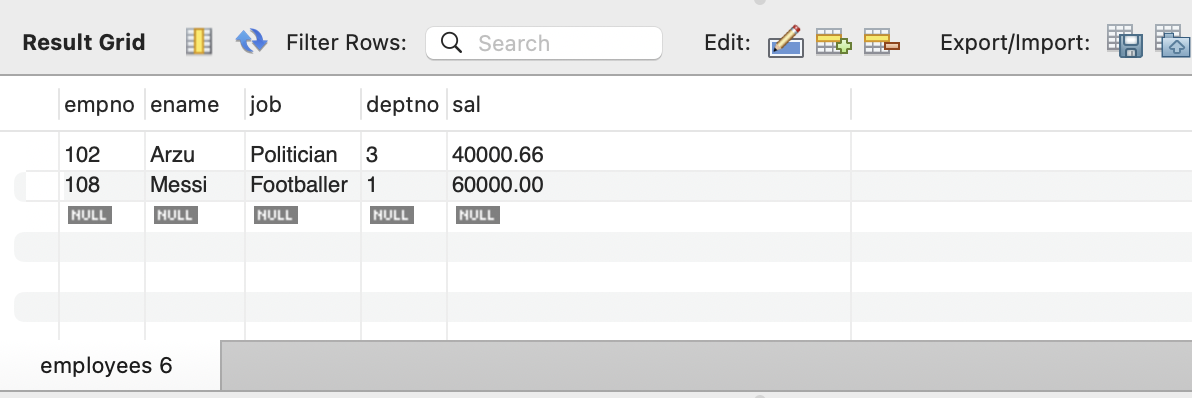 Result Grid Filter Rows: Search Edit: Export/Import:
empno ename job deptno sal
102 Arzu Politician 3 40000.66
108 Messi Footballer 1 60000.00
NULL NULL NULL NULL NULL
employees 6